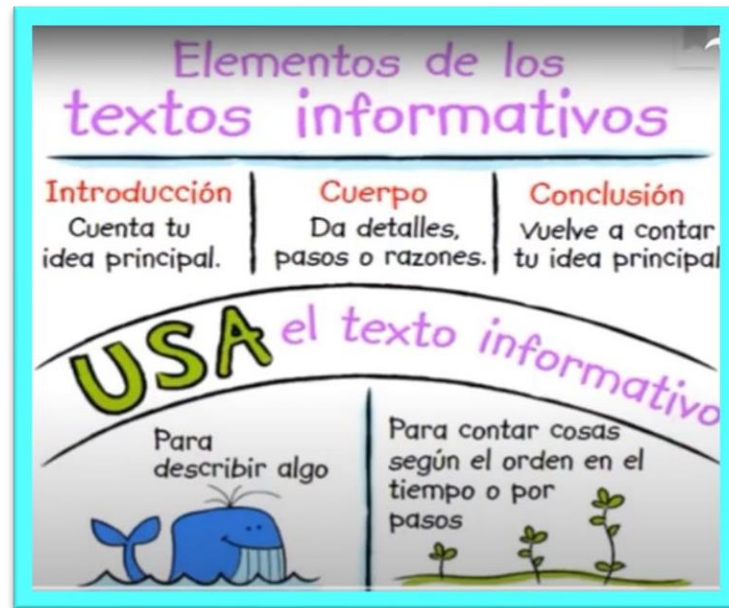 Elementos de los
textos informativos
Introducción
Cuenta tu
idea principal.
Cuerpo
Da detalles,
pasos o razones.
Conclusión
Vuelve a contar
tu idea principal
USA el texto informativo
Para
describir algo
Para contar cosas
según el orden en el
tiempo o por
pasos